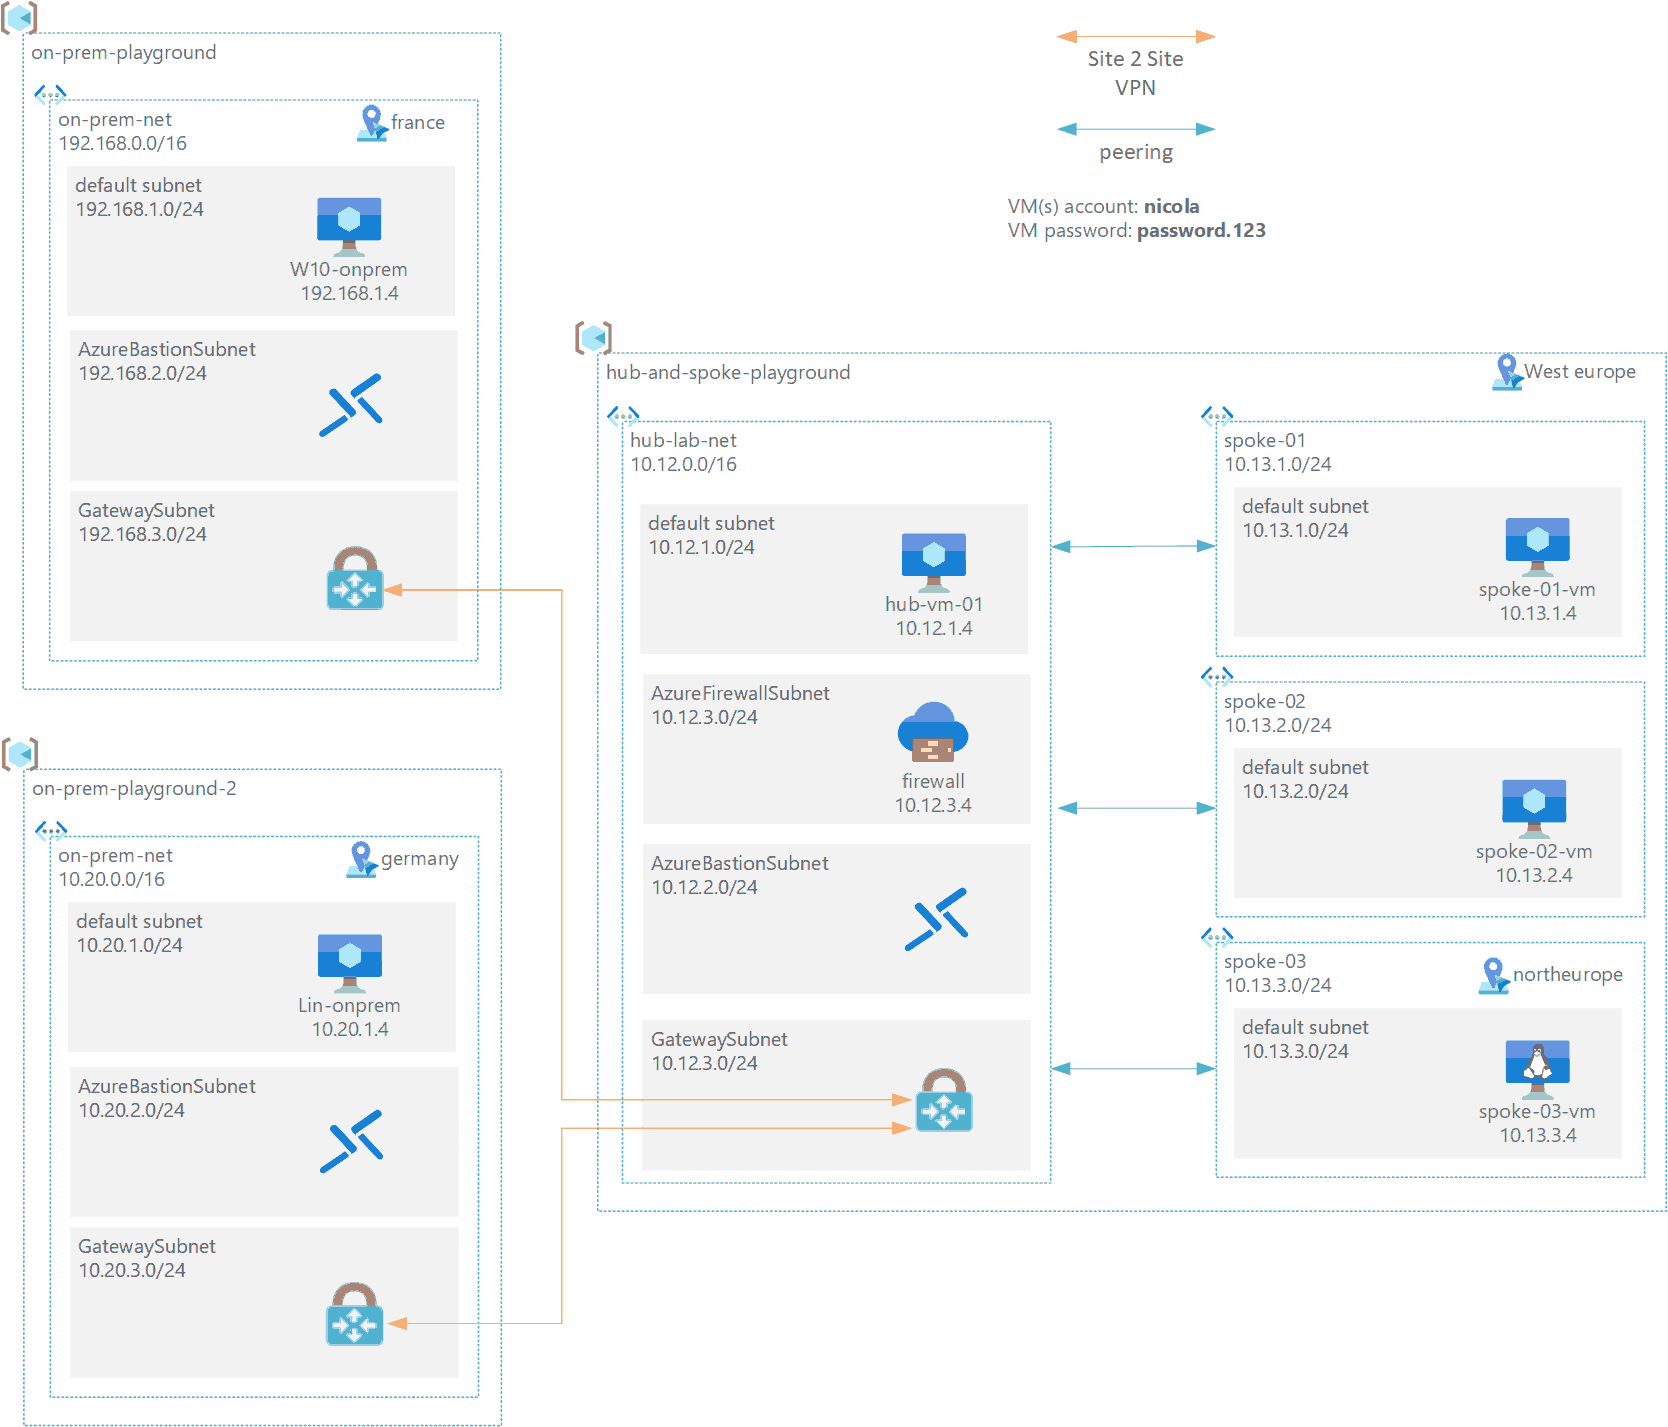 on-prem-playground
on-prem-net
192.168.0.0/16
france
default subnet
192.168.1.0/24
W10-onprem
192.168.1.4
AzureBastionSubnet
192.168.2.0/24
GatewaySubnet
192.168.3.0/24
Site 2 Site
VPN
peering
VM(s) account: nicola
VM password: password.123
on-prem-playground-2
on-prem-net
10.20.0.0/16
germany
default subnet
10.20.1.0/24
Lin-onprem
10.20.1.4
AzureBastionSubnet
10.20.2.0/24
GatewaySubnet
10.20.3.0/24
hub-and-spoke-playground
West europe
hub-lab-net
10.12.0.0/16
default subnet
10.12.1.0/24
hub-vm-01
10.12.1.4
AzureFirewallSubnet
10.12.3.0/24
firewall
10.12.3.4
AzureBastionSubnet
10.12.2.0/24
GatewaySubnet
10.12.3.0/24
spoke-01
10.13.1.0/24
default subnet
10.13.1.0/24
spoke-01-vm
10.13.1.4
spoke-02
10.13.2.0/24
default subnet
10.13.2.0/24
spoke-02-vm
10.13.2.4
spoke-03
10.13.3.0/24
northeurope
default subnet
10.13.3.0/24
spoke-03-vm
10.13.3.4